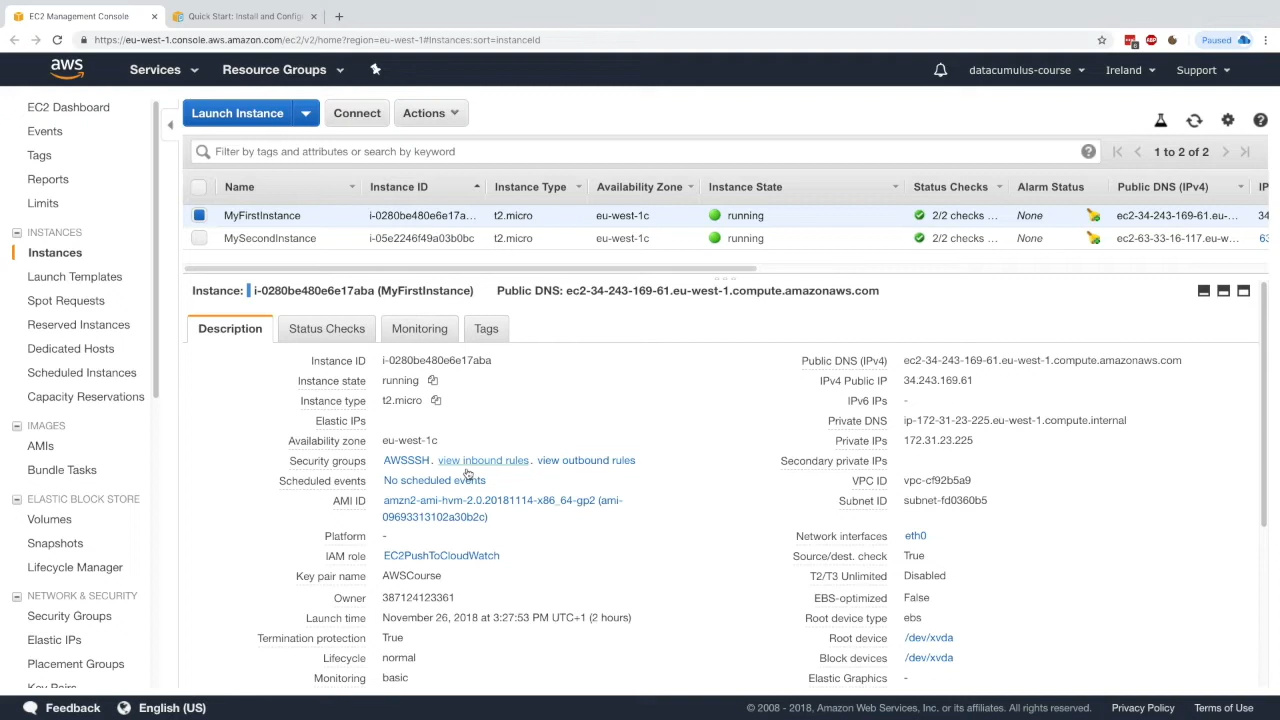 EC2 Management Console
Quick Start: Install and Config
https://eu-west-1.console.aws.amazon.com/ec2/v2/home?region=eu-west-1#Instances:sort=instanceId
ABP
Paused
aws
Services
Resource Groups
datacumulus-course
Ireland
Support
EC2 Dashboard
Events
Tags
Reports
Limits
INSTANCES
Instances
Launch Templates
Spot Requests
Reserved Instances
Dedicated Hosts
Scheduled Instances
Capacity Reservations
IMAGES
AMIs
Bundle Tasks
ELASTIC BLOCK STORE
Volumes
Snapshots
Lifecycle Manager
NETWORK & SECURITY
Security Groups
Elastic IPs
Placement Groups
Key Pairs
Launch Instance
Connect
Actions
Filter by tags and attributes or search by keyword
1 to 2 of 2
Name Instance ID Instance Type Availability Zone Instance State Status Checks Alarm Status Public DNS (IPv4) IP
MyFirstInstance i-0280be480e6e17a... t2.micro eu-west-1c running 2/2 checks ... None ec2-34-243-169-61.eu-... 34
MySecondInstance i-05e2246f49a03b0bc t2.micro eu-west-1c running 2/2 checks ... None ec2-63-33-16-117.eu-w... 63
Instance: i-0280be480e6e17aba (MyFirstInstance) Public DNS: ec2-34-243-169-61.eu-west-1.compute.amazonaws.com
Description Status Checks Monitoring Tags
Instance ID i-0280be480e6e17aba
Instance state running
Instance type t2.micro
Elastic IPs
Availability zone eu-west-1c
Security groups AWSSSH. view inbound rules. view outbound rules
Scheduled events No scheduled events
AMI ID amzn2-ami-hvm-2.0.20181114-x86_64-gp2 (ami-
09693313102a30b2c)
Platform -
IAM role EC2PushToCloudWatch
Key pair name AWSCourse
Owner 387124123361
Launch time November 26, 2018 at 3:27:53 PM UTC+1 (2 hours)
Termination protection True
Lifecycle normal
Monitoring basic
Public DNS (IPv4) ec2-34-243-169-61.eu-west-1.compute.amazonaws.com
IPv4 Public IP 34.243.169.61
IPv6 IPs -
Private DNS ip-172-31-23-225.eu-west-1.compute.internal
Private IPs 172.31.23.225
Secondary private IPs
VPC ID vpc-cf92b5a9
Subnet ID subnet-fd0360b5
Network interfaces eth0
Source/dest. check True
T2/T3 Unlimited Disabled
EBS-optimized False
Root device type ebs
Root device /dev/xvda
Block devices /dev/xvda
Elastic Graphics -
Feedback
English (US)
© 2008 - 2018, Amazon Web Services, Inc. or its affiliates. All rights reserved.
Privacy Policy
Terms of Use